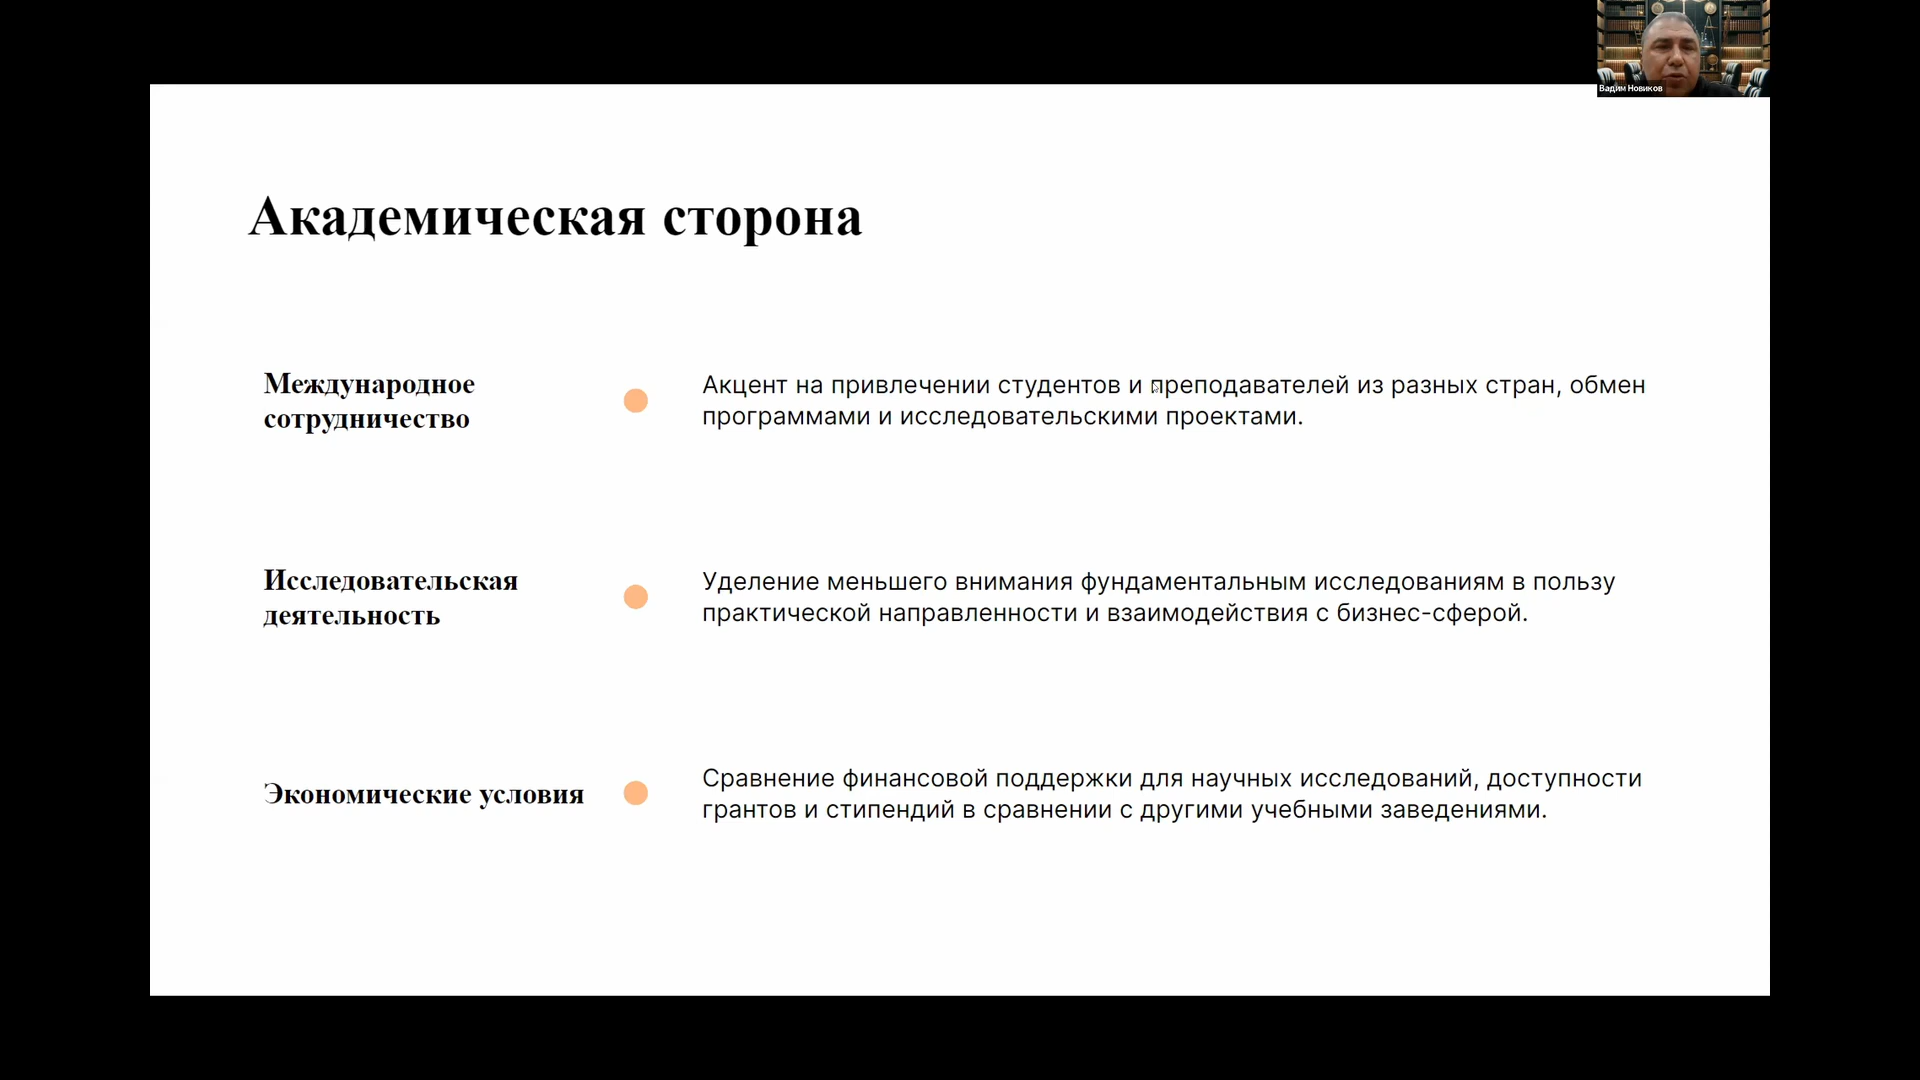 Вадим Новиков
Академическая сторона
Международное
сотрудничество
Акцент на привлечении студентов и преподавателей из разных стран, обмен
программами и исследовательскими проектами.
Исследовательская
деятельность
Уделение меньшего внимания фундаментальным исследованиям в пользу
практической направленности и взаимодействия с бизнес-сферой.
Экономические условия
Сравнение финансовой поддержки для научных исследований, доступности
грантов и стипендий в сравнении с другими учебными заведениями.